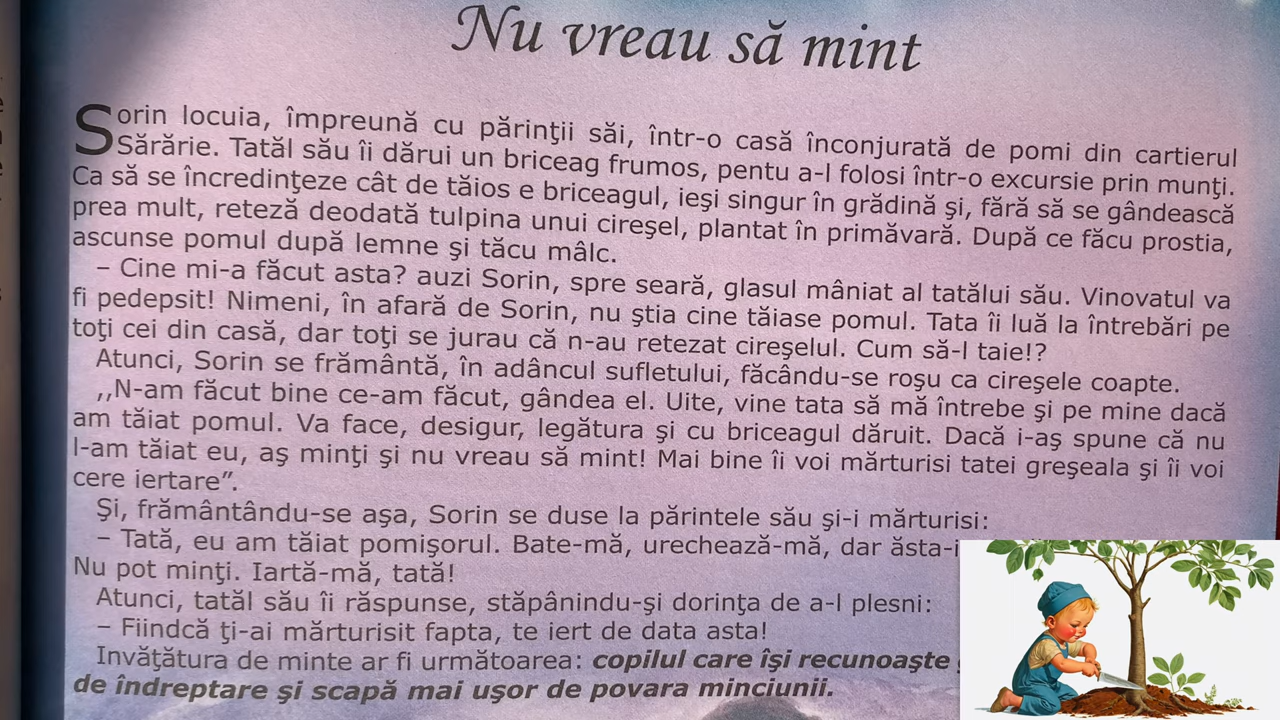 Nu vreau să mint
Sorin locuia, împreună cu părinţii săi, într-o casă înconjurată de pomi din cartierul
Sărărie. Tatăl său îi dărui un briceag frumos, pentu a-l folosi într-o excursie prin munţi.
Ca să se încredinţeze cât de tăios e briceagul, ieşi singur în grădină şi, fără să se gândească
prea mult, reteză deodată tulpina unui cireşel, plantat în primăvară. După ce făcu prostia,
ascunse pomul după lemne şi tăcu mâlc.
– Cine mi-a făcut asta? auzi Sorin, spre seară, glasul mâniat al tatălui său. Vinovatul va
fi pedepsit! Nimeni, în afară de Sorin, nu ştia cine tăiase pomul. Tata îi luă la întrebări pe
toţi cei din casă, dar toţi se jurau că n-au retezat cireşelul. Cum să-l taie!?
Atunci, Sorin se frământă, în adâncul sufletului, făcându-se roşu ca cireşele coapte.
,,N-am făcut bine ce-am făcut, gândea el. Uite, vine tata să mă întrebe şi pe mine dacă
am tăiat pomul. Va face, desigur, legătura şi cu briceagul dăruit. Dacă i-aş spune că nu
l-am tăiat eu, aş minţi şi nu vreau să mint! Mai bine îi voi mărturisi tatei greşeala şi îi voi
cere iertare”.
Şi, frământându-se aşa, Sorin se duse la părintele său şi-i mărturisi:
– Tată, eu am tăiat pomişorul. Bate-mă, urechează-mă, dar
Nu pot minţi. Iartă-mă, tată!
Atunci, tatăl său îi răspunse, stăpânindu-şi dorinţa de a-l plesni:
– Fiindcă ţi-ai mărturisit fapta, te iert de data asta!
Invăţătura de minte ar fi următoarea: copilul care îşi recunoaşte
de îndreptare şi scapă mai uşor de povara minciunii.